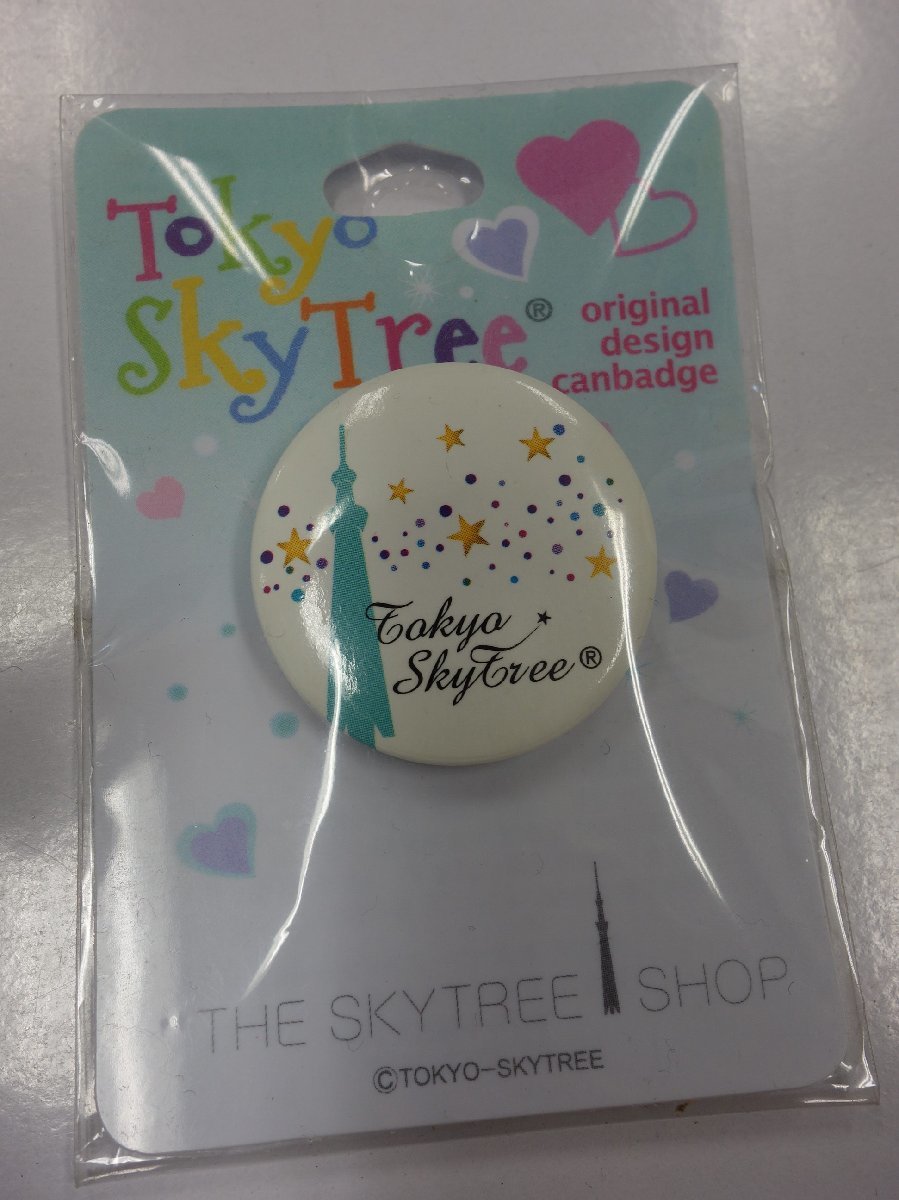 Tokyo
SkyTree®
original
design
canbadge
Tokyo
SkyTree®
THE SKYTREE SHOP
©TOKYO-SKYTREE